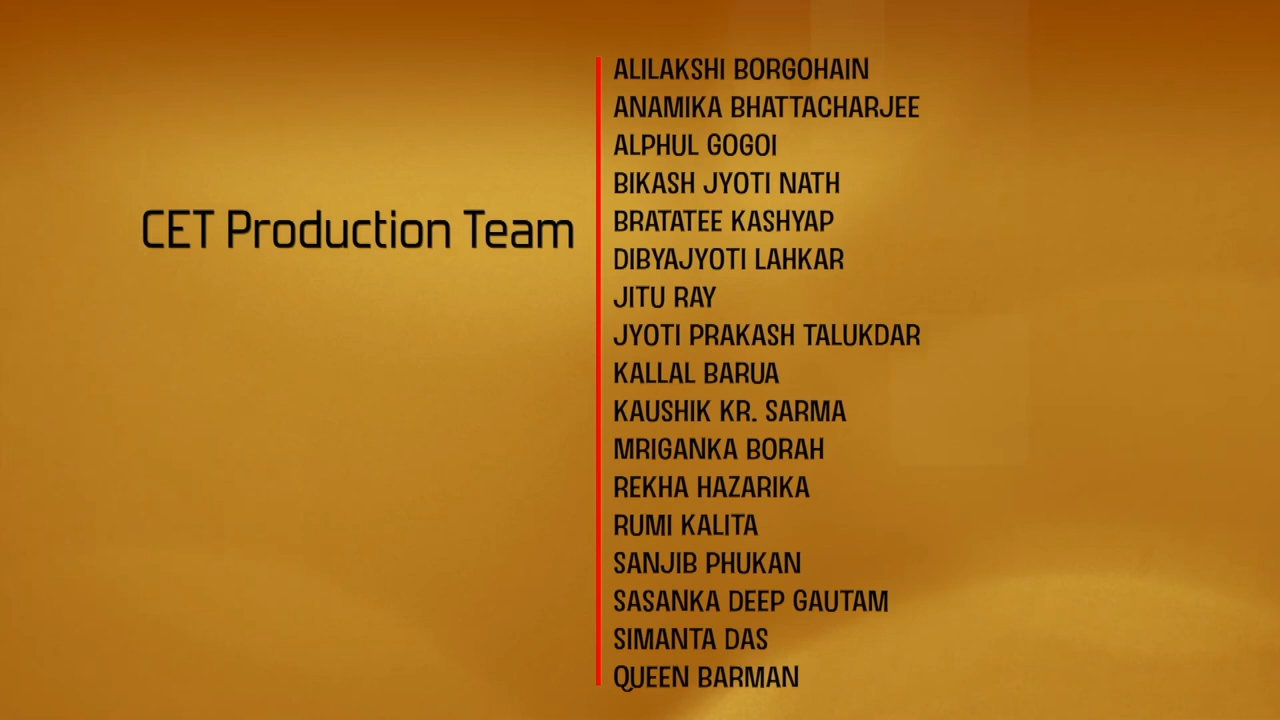 CET Production Team
ALILAKSHI BORGOHAIN
ANAMIKA BHATTACHARJEE
ALPHUL GOGOI
BIKASH JYOTI NATH
BRATATEE KASHYAP
DIBYAJYOTI LAHKAR
JITU RAY
JYOTI PRAKASH TALUKDAR
KALLAL BARUA
KAUSHIK KR. SARMA
MRIGANKA BORAH
REKHA HAZARIKA
RUMI KALITA
SANJIB PHUKAN
SASANKA DEEP GAUTAM
SIMANTA DAS
QUEEN BARMAN